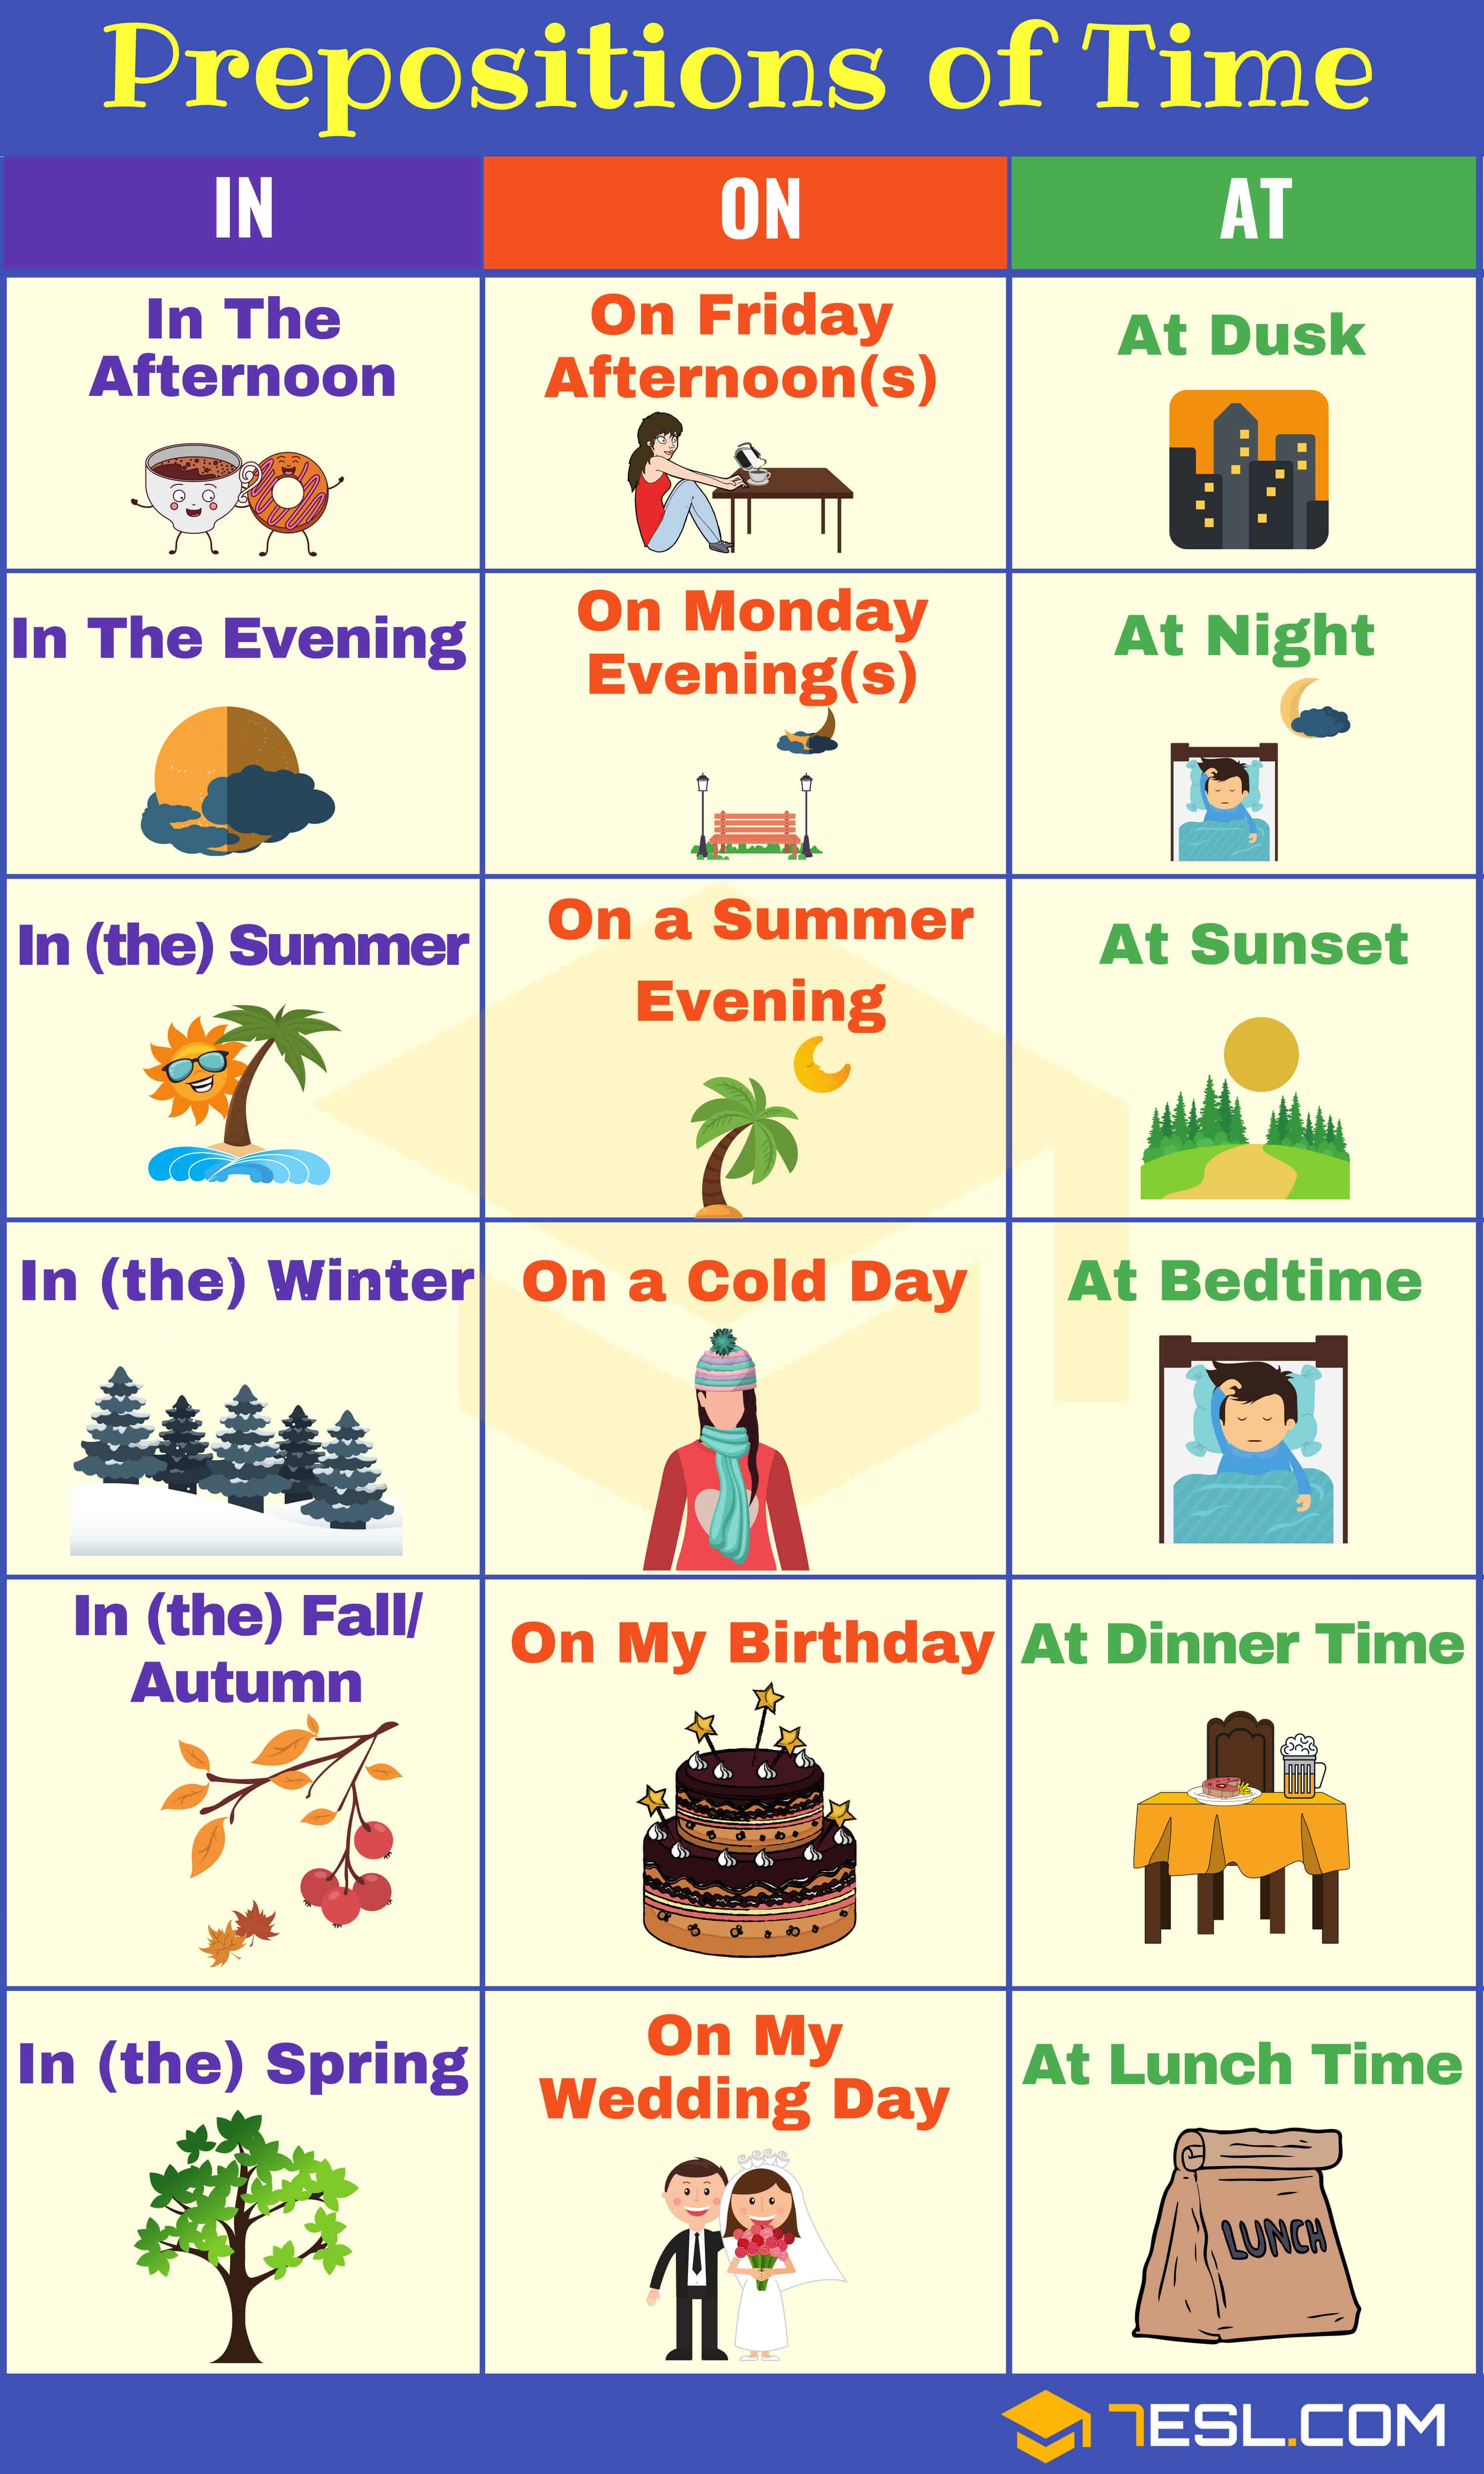 Prepositions of Time
IN
ON
AT
In The
Afternoon
On Friday
Afternoon(s)
At Dusk
In The Evening
On Monday
Evening(s)
At Night
In (the) Summer
On a Summer
Evening
At Sunset
In (the) Winter
On a Cold Day
At Bedtime
In (the) Fall/
Autumn
On My Birthday
At Dinner Time
In (the) Spring
On My
Wedding Day
At Lunch Time
LUNCH
7ESL.COM